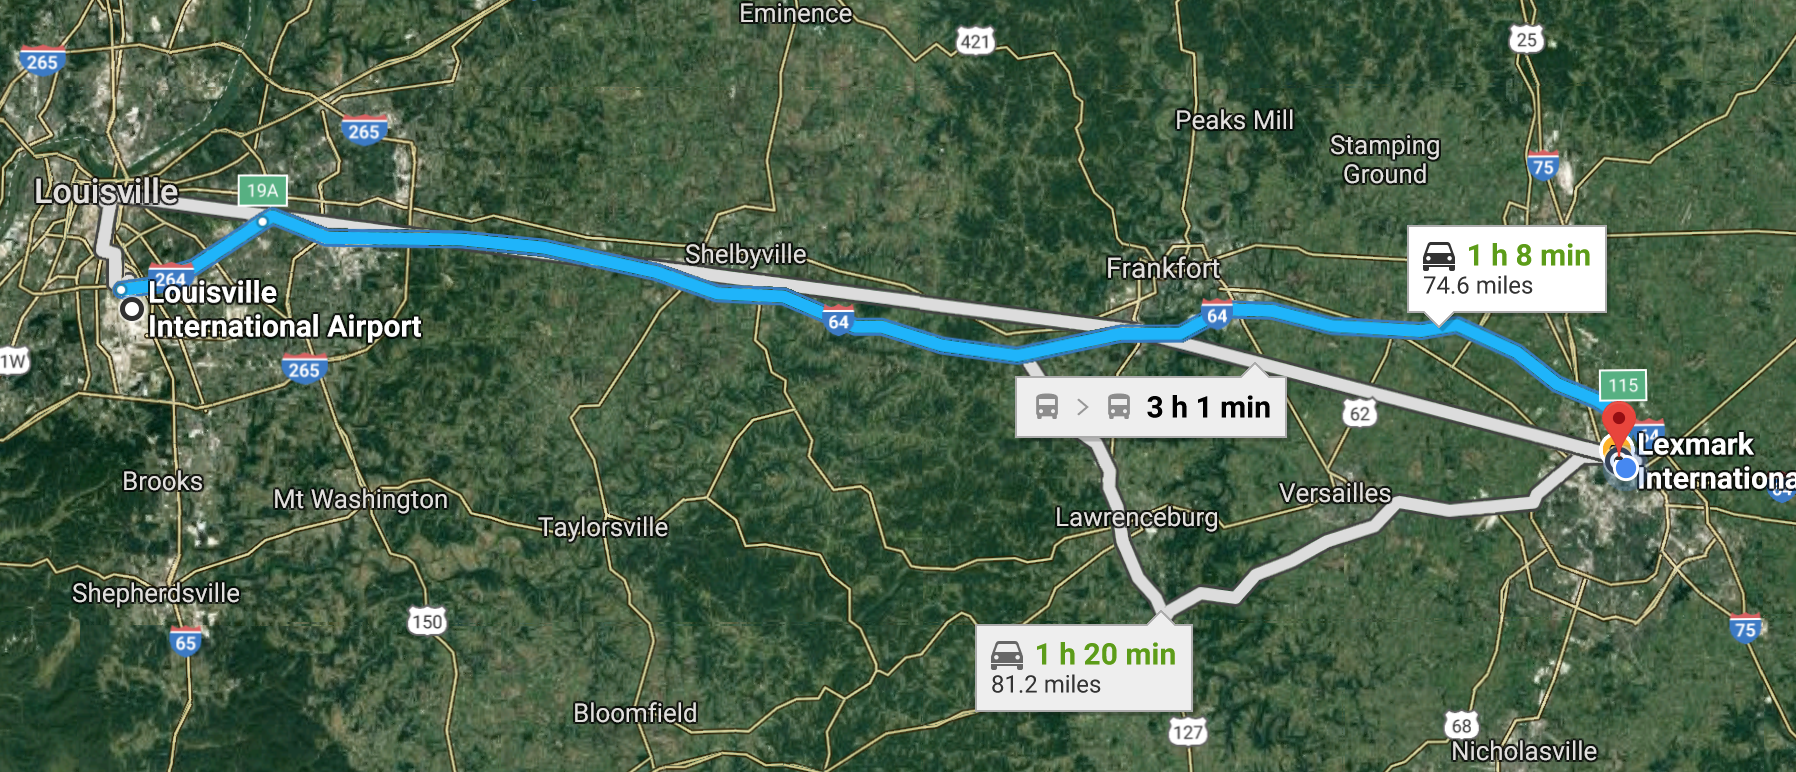 Eminence
265
421
25
Peaks Mill
265
Stamping
Ground
75
Louisville
19A
Shelbyville
Frankfort
1 h 8 min
74.6 miles
264
Louisville
International Airport
64
64
1W
265
115
3 h 1 min
62
64
Lexmark
Internationa
64
Brooks
Mt Washington
Versailles
Lawrenceburg
Taylorsville
Shepherdsville
150
65
75
1 h 20 min
81.2 miles
Bloomfield
127
68
Nicholasville